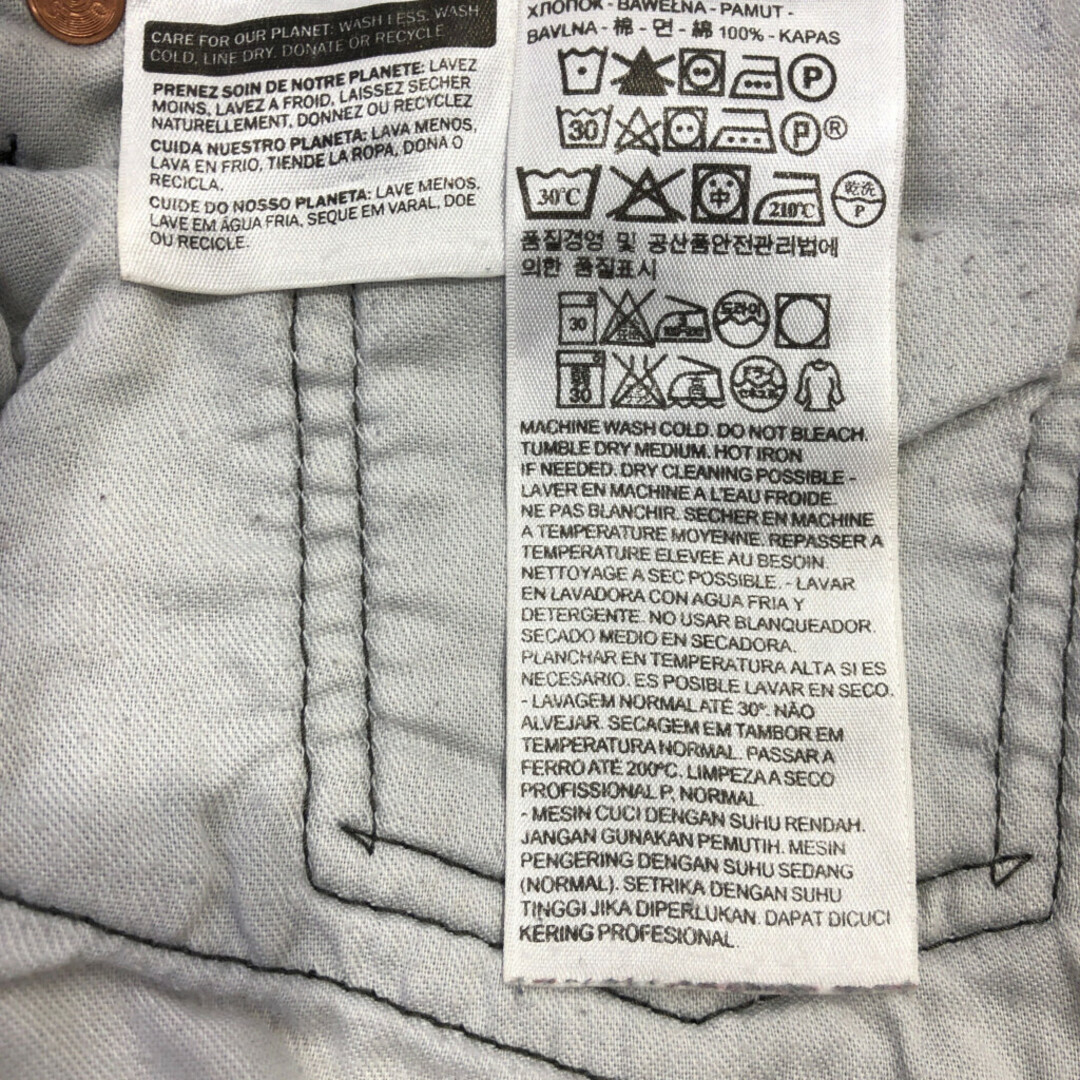 CARE FOR OUR PLANET: WASH LESS, WASH
COLD, LINE DRY, DONATE OR RECYCLE
PRENEZ SOIN DE NOTRE PLANETE: LAVEZ
MOINS, LAVEZ A FROID, LAISSEZ SECHER
NATURELLEMENT, DONNEZ OU RECYCLEZ
CUIDA NUESTRO PLANETA: LAVA MENOS,
LAVA EN FRIO, TIENDE LA ROPA, DONA O
RECICLA.
CUIDE DO NOSSO PLANETA: LAVE MENOS,
LAVE EM ÁGUA FRIA, SEQUE EM VARAL, DOE
OU RECICLE.
ХЛОПОК - BAWEŁNA - PAMUT -
BAVLNA - 棉 - 면 - 綿 100% - KAPAS
P
30 P ®
30°C 中 210°C 乾洗 P
품질경영 및 공산품안전관리법에
의한 품질표시
30 3 드라이
30 高 ドライ
MACHINE WASH COLD. DO NOT BLEACH.
TUMBLE DRY MEDIUM. HOT IRON
IF NEEDED. DRY CLEANING POSSIBLE -
LAVER EN MACHINE A L'EAU FROIDE.
NE PAS BLANCHIR. SECHER EN MACHINE
A TEMPERATURE MOYENNE. REPASSER A
TEMPERATURE ELEVEE AU BESOIN.
NETTOYAGE A SEC POSSIBLE. - LAVAR
EN LAVADORA CON AGUA FRIA Y
DETERGENTE. NO USAR BLANQUEADOR.
SECADO MEDIO EN SECADORA.
PLANCHAR EN TEMPERATURA ALTA SI ES
NECESARIO. ES POSIBLE LAVAR EN SECO.
- LAVAGEM NORMAL ATÉ 30°. NÃO
ALVEJAR. SECAGEM EM TAMBOR EM
TEMPERATURA NORMAL. PASSAR A
FERRO ATÉ 200°C. LIMPEZA A SECO
PROFISSIONAL P, NORMAL
- MESIN CUCI DENGAN SUHU RENDAH.
JANGAN GUNAKAN PEMUTIH. MESIN
PENGERING DENGAN SUHU SEDANG
(NORMAL). SETRIKA DENGAN SUHU
TINGGI JIKA DIPERLUKAN. DAPAT DICUCI
KERING PROFESIONAL.